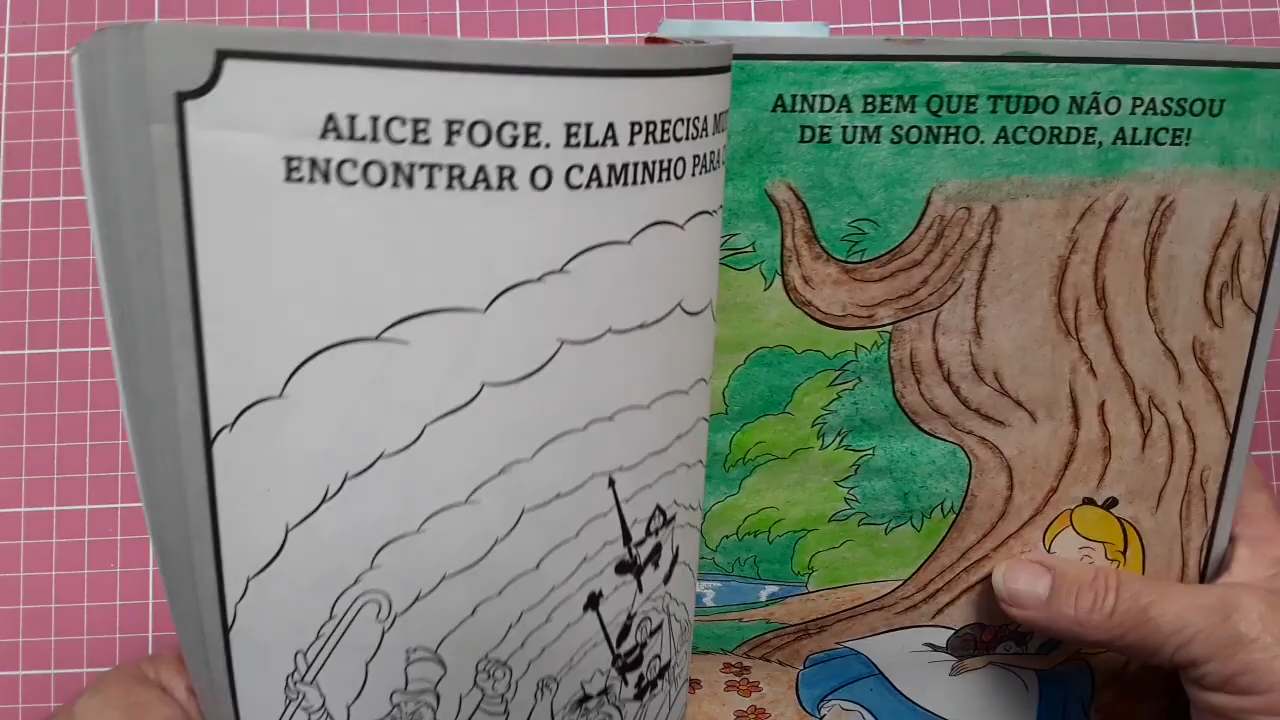 ALICE FOGE. ELA PRECISA
ENCONTRAR O CAMINHO PARA
AINDA BEM QUE TUDO NÃO PASSOU
DE UM SONHO. ACORDE, ALICE!